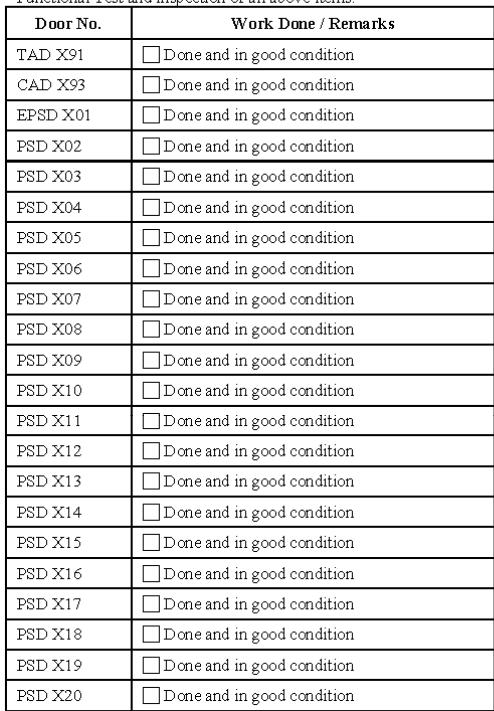 Functional Test and Inspection of all above items.
Door No. Work Done / Remarks
TAD X91 Done and in good condition
CAD X93 Done and in good condition
EPSD X01 Done and in good condition
PSD X02 Done and in good condition
PSD X03 Done and in good condition
PSD X04 Done and in good condition
PSD X05 Done and in good condition
PSD X06 Done and in good condition
PSD X07 Done and in good condition
PSD X08 Done and in good condition
PSD X09 Done and in good condition
PSD X10 Done and in good condition
PSD X11 Done and in good condition
PSD X12 Done and in good condition
PSD X13 Done and in good condition
PSD X14 Done and in good condition
PSD X15 Done and in good condition
PSD X16 Done and in good condition
PSD X17 Done and in good condition
PSD X18 Done and in good condition
PSD X19 Done and in good condition
PSD X20 Done and in good condition